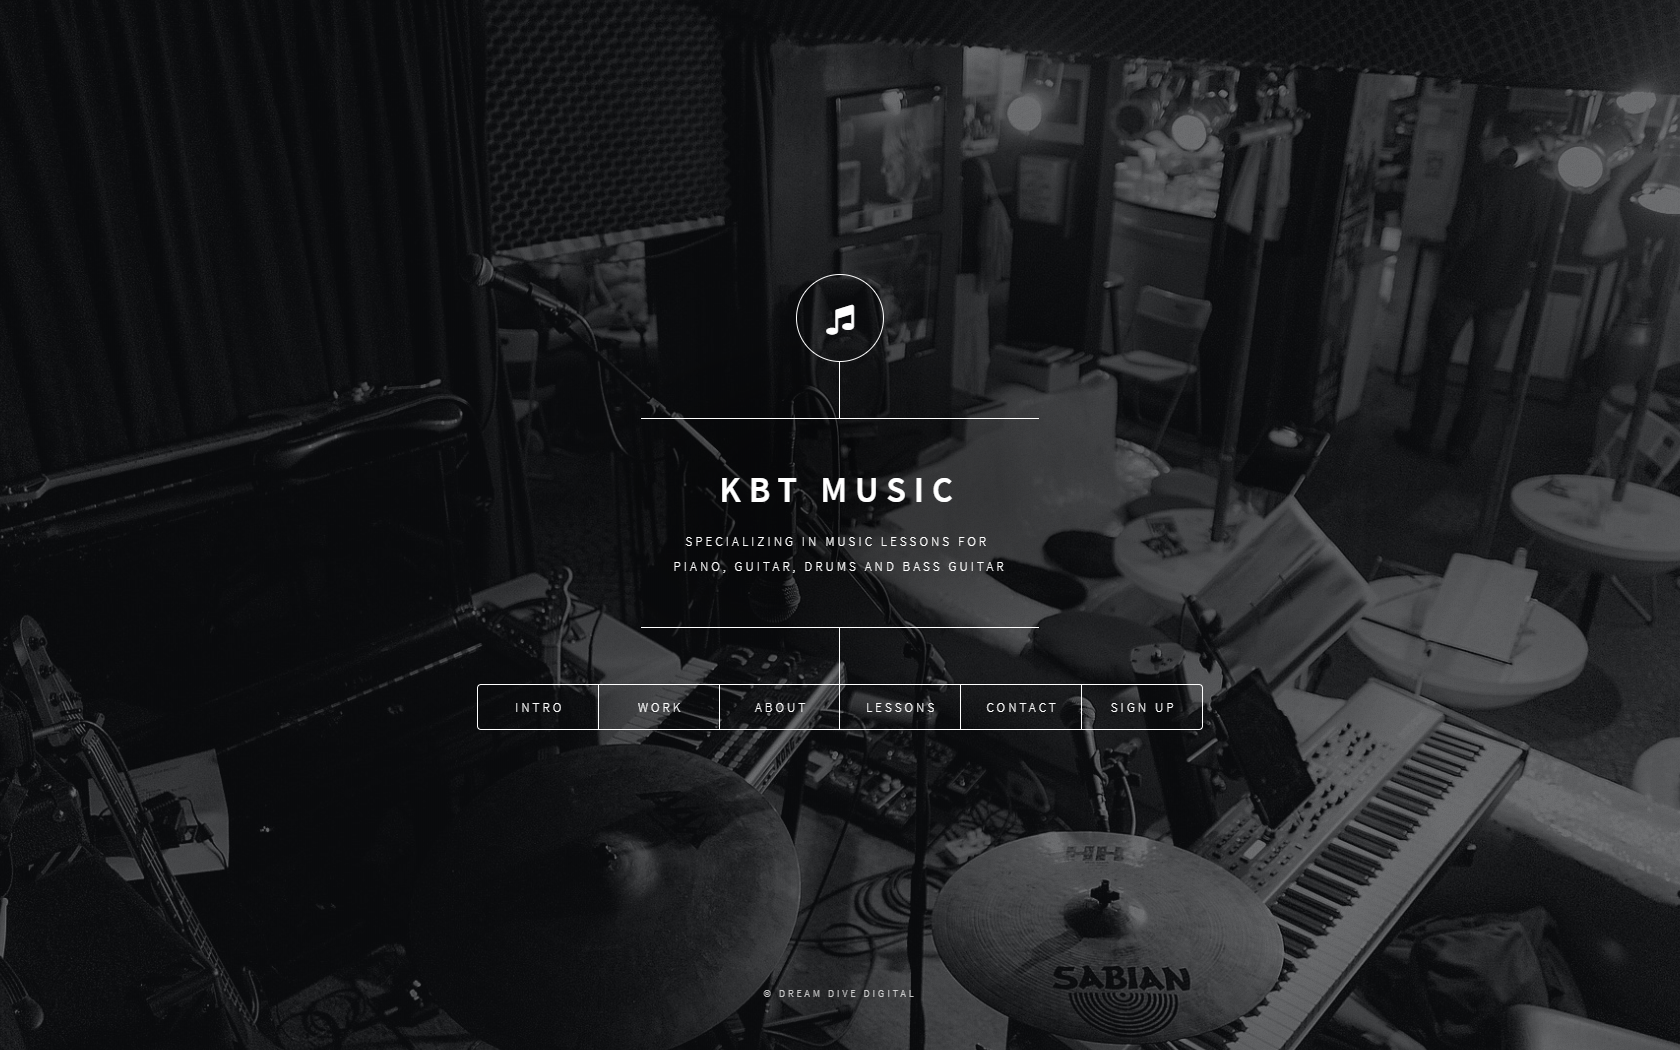 KBT MUSIC
SPECIALIZING IN MUSIC LESSONS FOR
PIANO, GUITAR, DRUMS AND BASS GUITAR
INTRO
WORK
ABOUT
LESSONS
CONTACT
SIGN UP
SABIAN
© DREAM DIVE DIGITAL